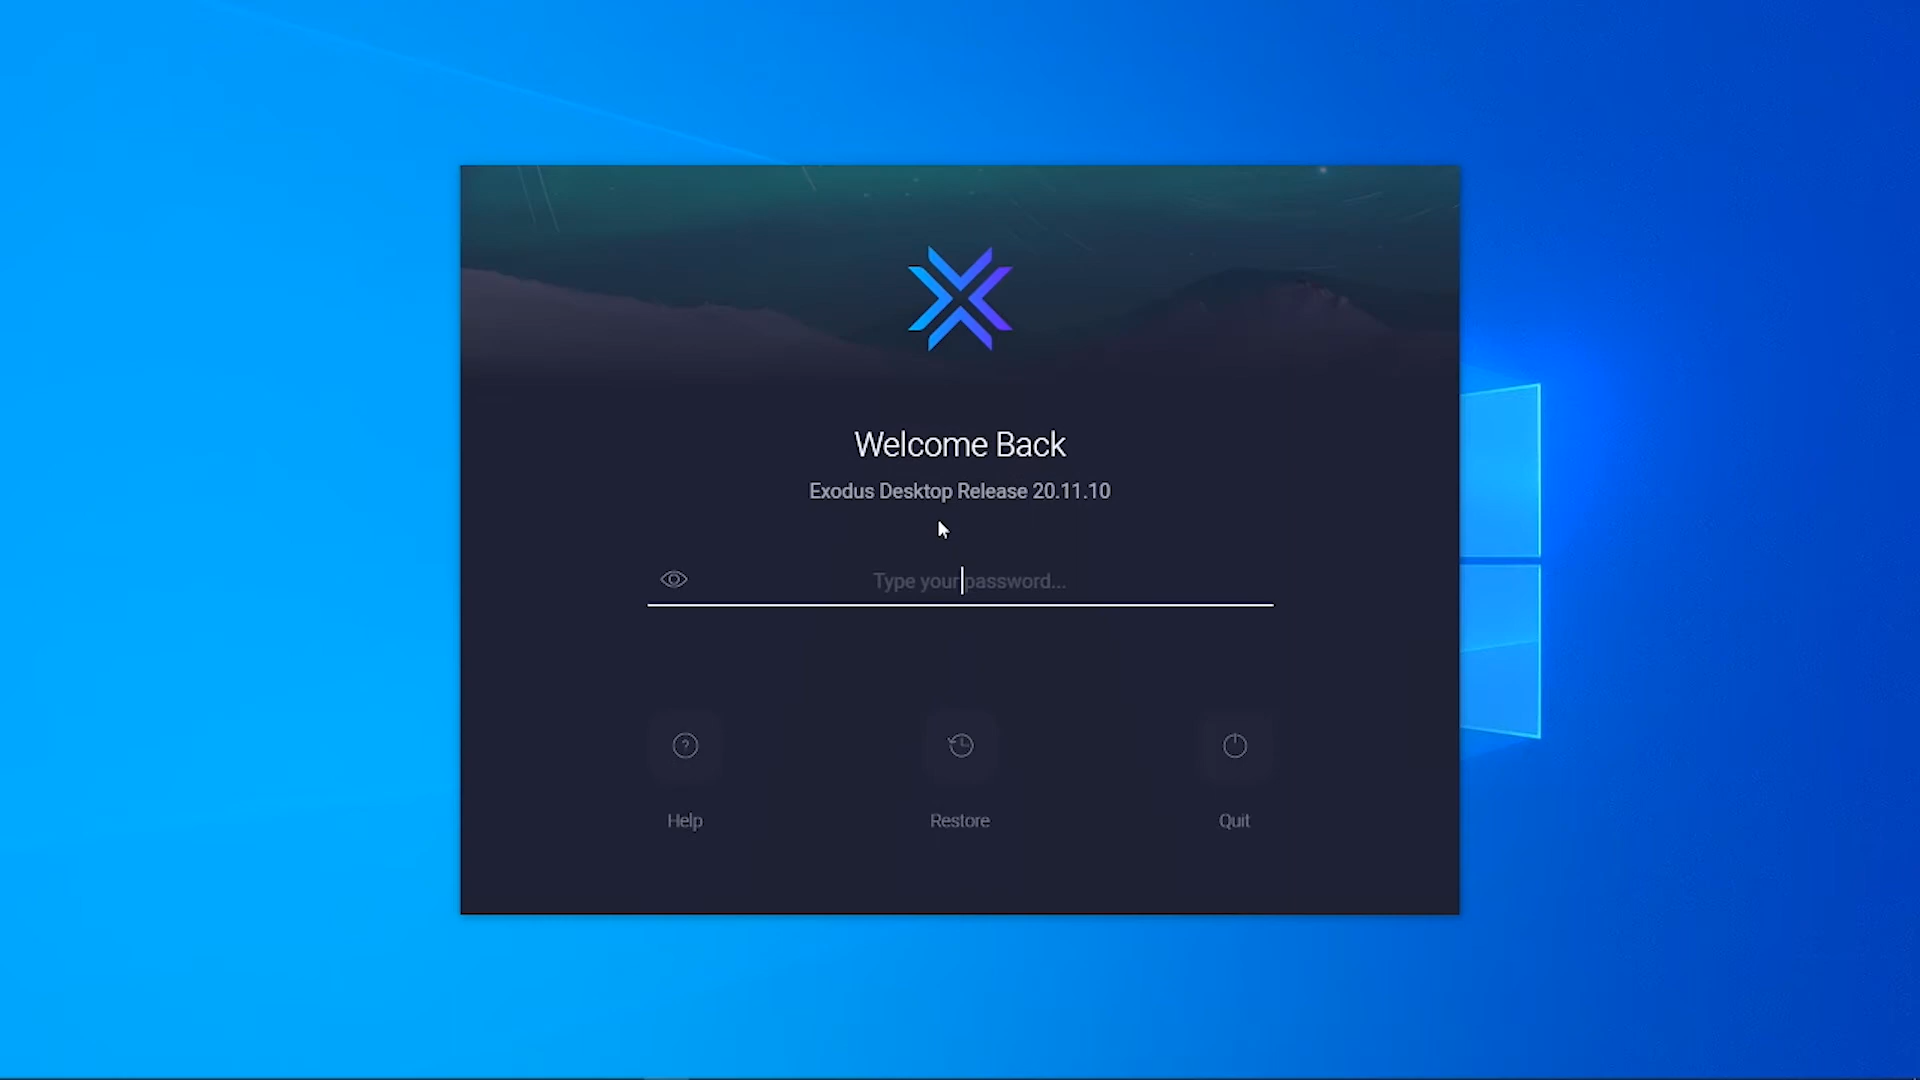 Welcome Back
Exodus Desktop Release 20.11.10
Type your password...
Help
Restore
Quit